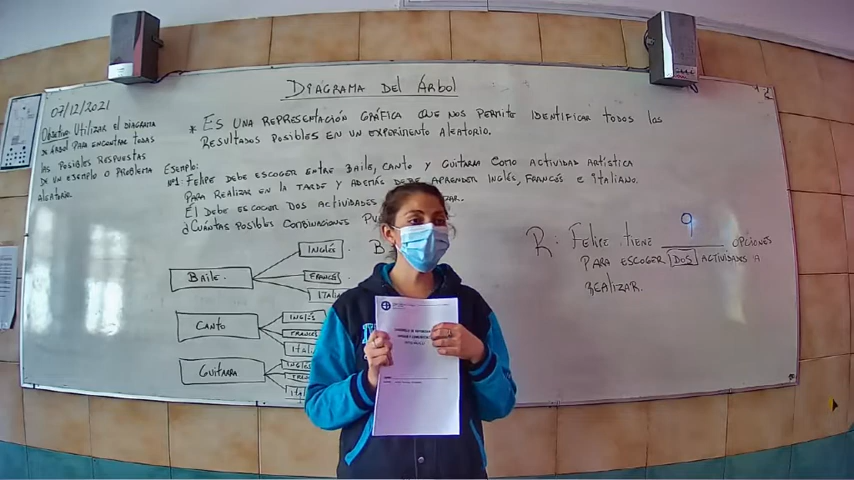 DIAGRAMA DEL ÁRBOL
07/12/2021
Objetivo: Utilizar el diagrama
de árbol para encontrar todas
las posibles respuestas
de un ejemplo o problema
aleatorio.
* Es una representación gráfica que nos permite identificar todos los
resultados posibles en un experimento aleatorio.
Ejemplo:
Nº1 Felipe debe escoger entre Baile, Canto y Guitarra como actividad artística
para realizar en la tarde y además debe aprender Inglés, Francés e Italiano.
Él debe escoger dos actividades
¿Cuántas posibles combinaciones
Baile.
Inglés
Francés
Canto
Inglés
Francés
Guitarra
Inglés
R: Felipe tiene 9 opciones
para escoger dos actividades a
realizar.